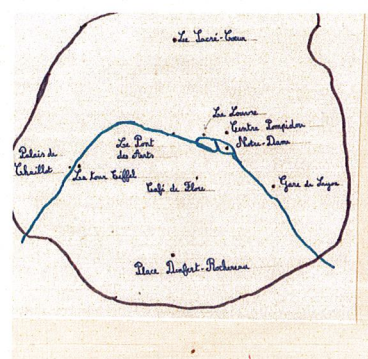 Le Sacré-Cœur
Le Louvre
Centre Pompidou
Notre-Dame
Le Pont
des Arts
Palais de
Chaillot
La tour Eiffel
Café de Flore
Gare de Lyon
Place Denfert-Rochereau